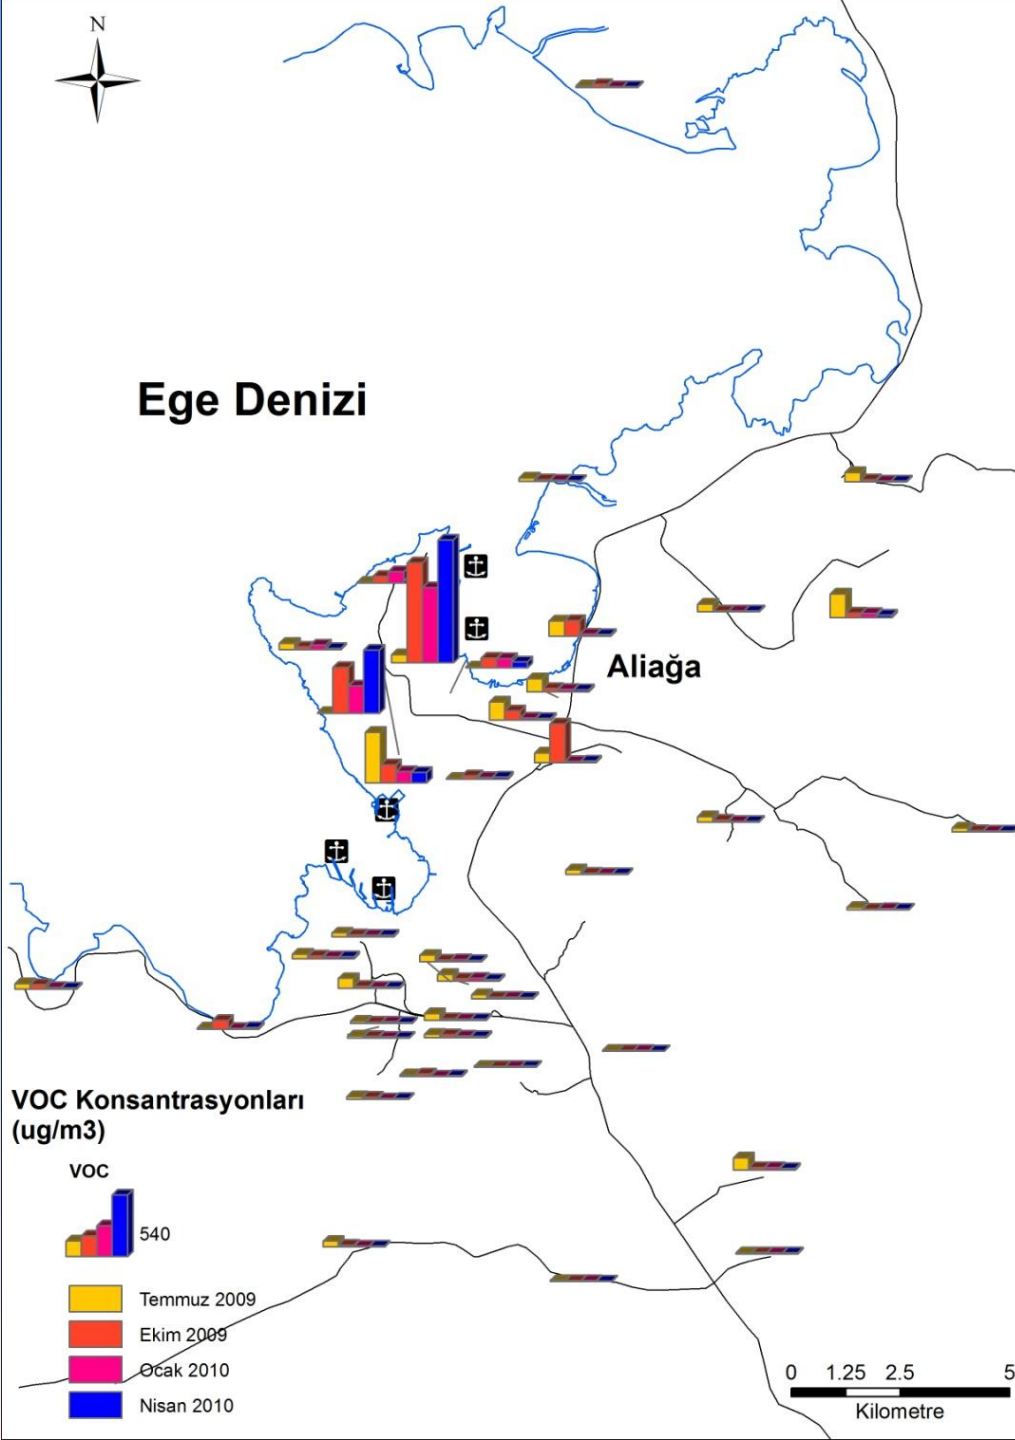 N
Ege Denizi
Aliağa
VOC Konsantrasyonları
(ug/m3)
VOC
540
Temmuz 2009
Ekim 2009
Ocak 2010
Nisan 2010
0 1.25 2.5 5
Kilometre